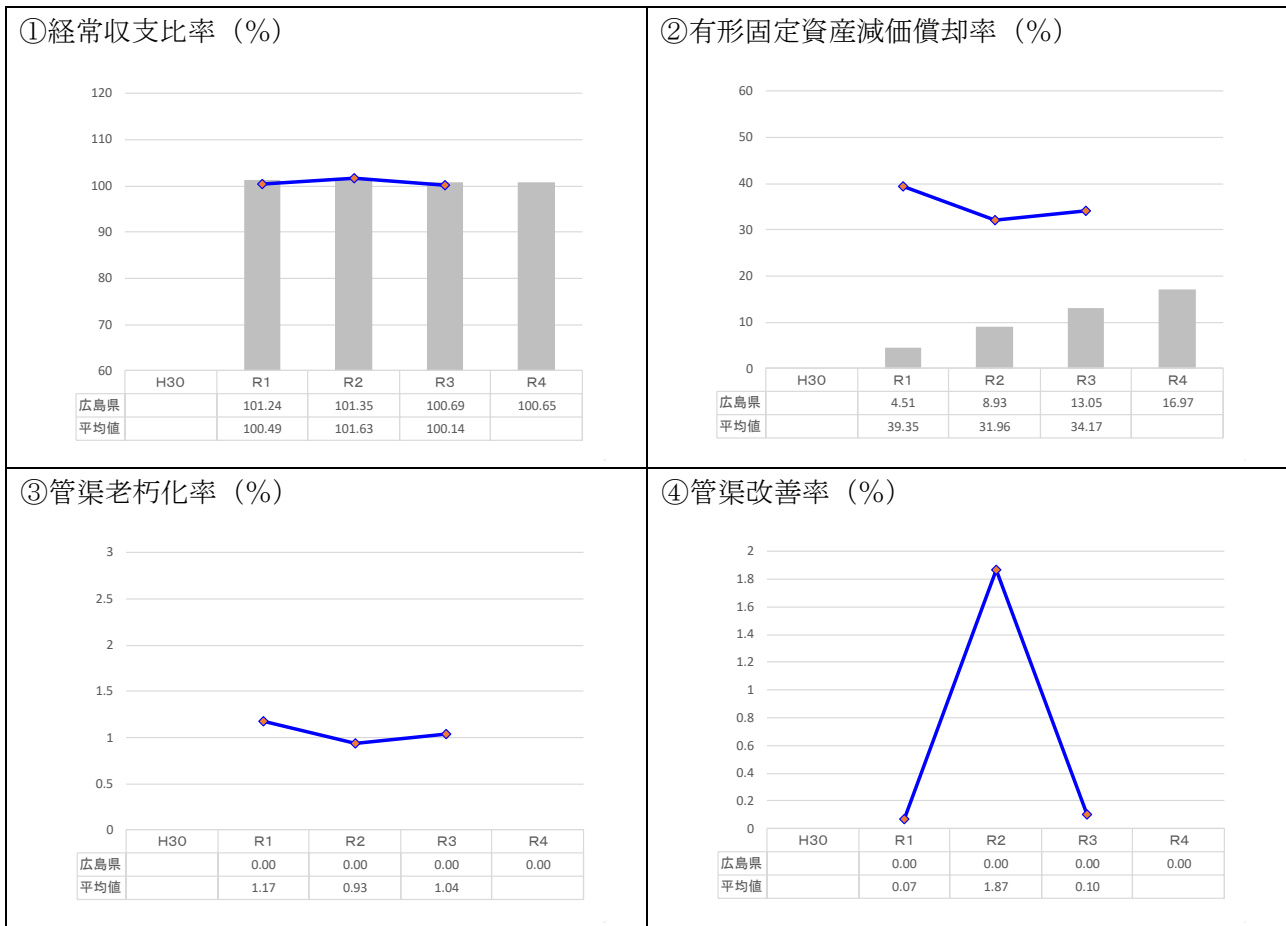 ①経常収支比率（%）
120
110
100
90
80
70
60
H30 R1 R2 R3 R4
広島県 101.24 101.35 100.69 100.65
平均値 100.49 101.63 100.14
②有形固定資産減価償却率（%）
60
50
40
30
20
10
0
H30 R1 R2 R3 R4
広島県 4.51 8.93 13.05 16.97
平均値 39.35 31.96 34.17
③管渠老朽化率（%）
3
2.5
2
1.5
1
0.5
0
H30 R1 R2 R3 R4
広島県 0.00 0.00 0.00 0.00
平均値 1.17 0.93 1.04
④管渠改善率（%）
2
1.8
1.6
1.4
1.2
1
0.8
0.6
0.4
0.2
0
H30 R1 R2 R3 R4
広島県 0.00 0.00 0.00 0.00
平均値 0.07 1.87 0.10